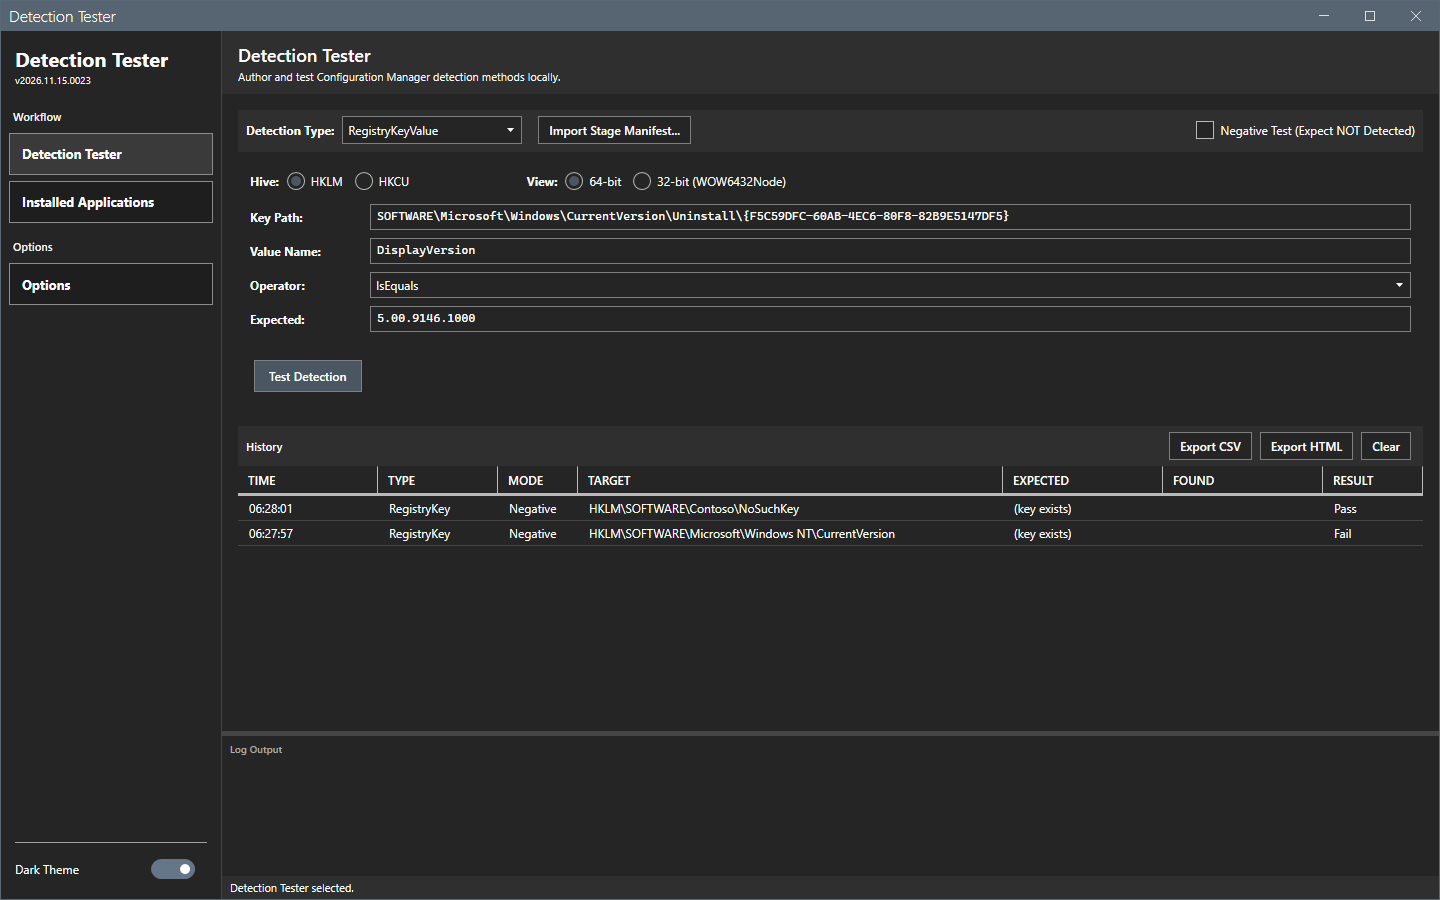 Detection Tester
Detection Tester
v2026.11.15.0023
Workflow
Detection Tester
Installed Applications
Options
Options
Dark Theme
Detection Tester
Author and test Configuration Manager detection methods locally.
Detection Type: RegistryKeyValue Import Stage Manifest... Negative Test (Expect NOT Detected)
Hive: HKLM HKCU View: 64-bit 32-bit (WOW6432Node)
Key Path: SOFTWARE\Microsoft\Windows\CurrentVersion\Uninstall\{F5C59DFC-60AB-4EC6-80F8-82B9E5147DF5}
Value Name: DisplayVersion
Operator: IsEquals
Expected: 5.00.9146.1000
Test Detection
History Export CSV Export HTML Clear
TIME TYPE MODE TARGET EXPECTED FOUND RESULT
06:28:01 RegistryKey Negative HKLM\SOFTWARE\Contoso\NoSuchKey (key exists) Pass
06:27:57 RegistryKey Negative HKLM\SOFTWARE\Microsoft\Windows NT\CurrentVersion (key exists) Fail
Log Output
Detection Tester selected.